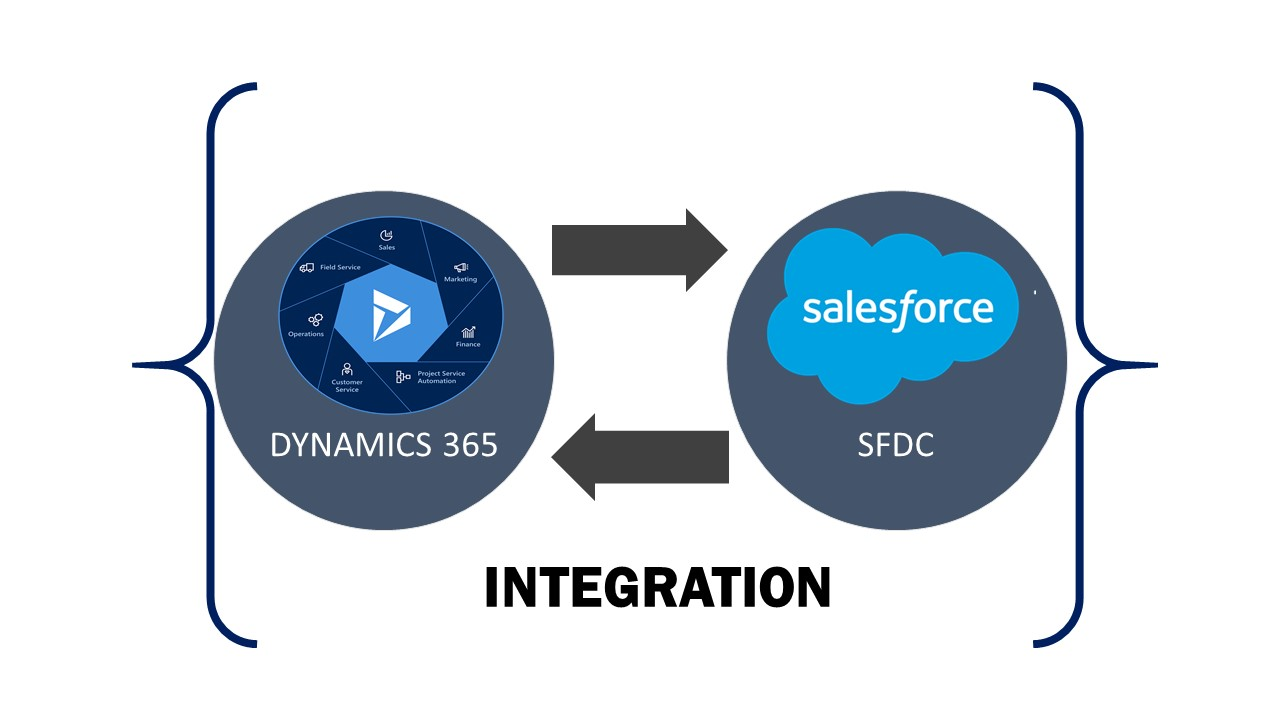 Sales
Field Service
Marketing
Operations
Finance
Customer
Service
Project Service
Automation
DYNAMICS 365
salesforce
SFDC
INTEGRATION